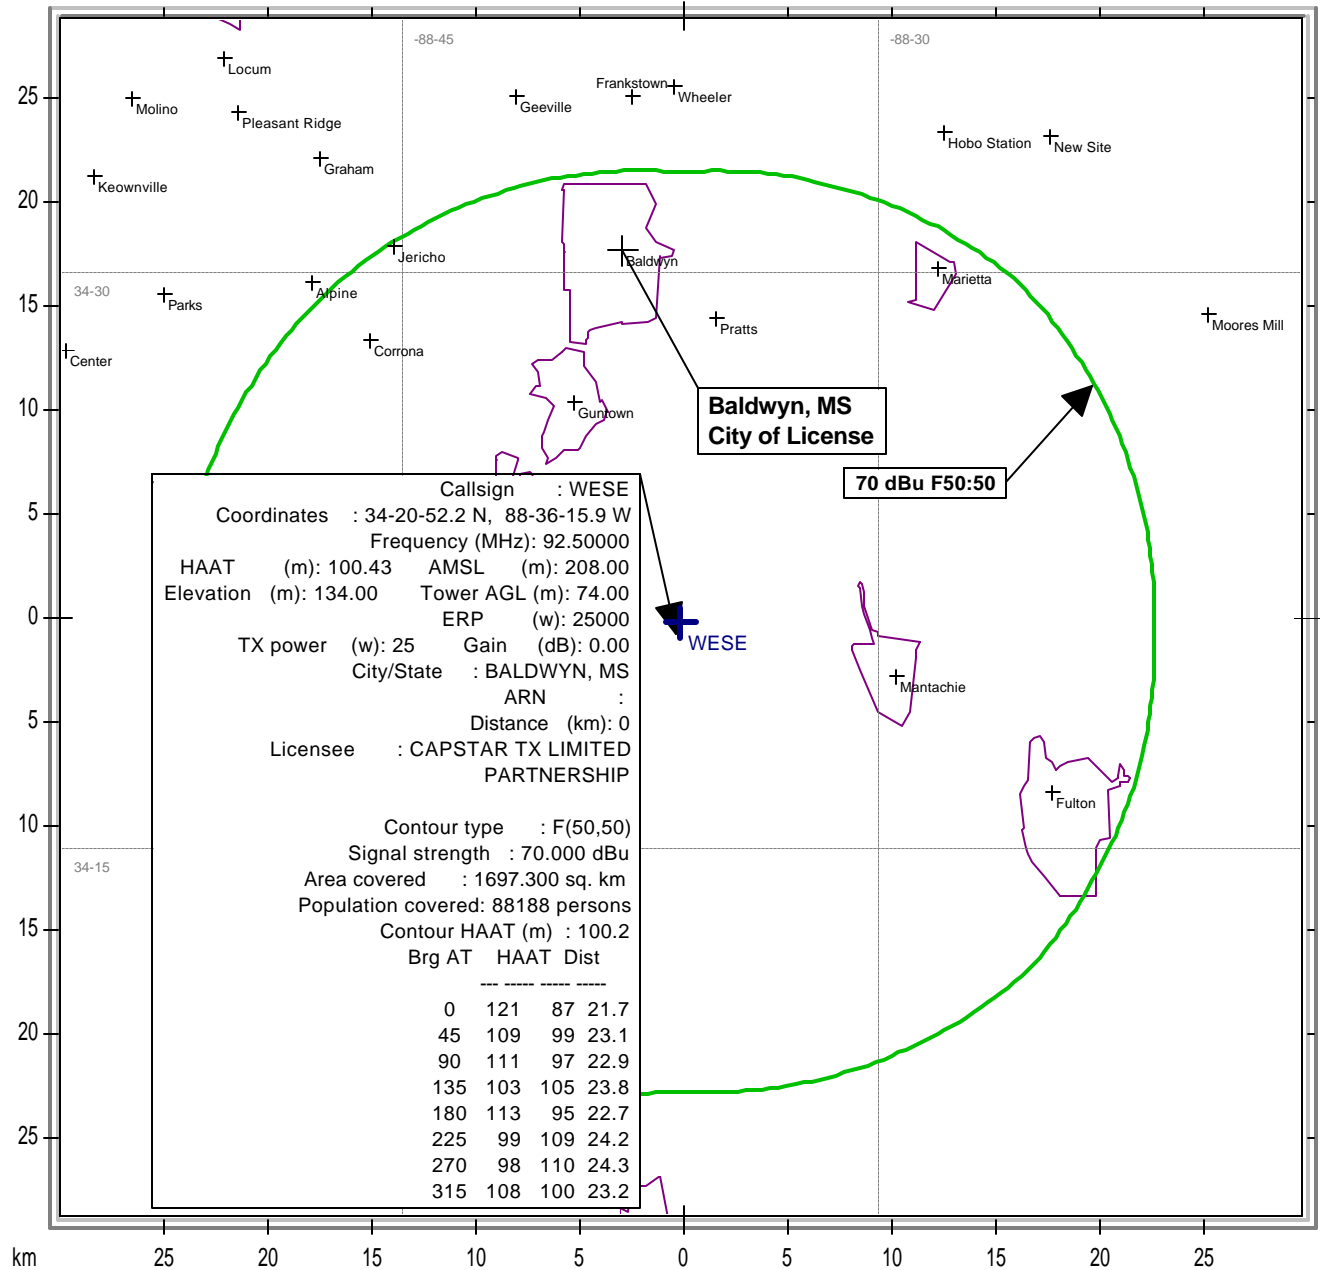 -88-45
-88-30
Locum
Frankstown
Wheeler
25
Molino
Geeville
Pleasant Ridge
Hobo Station
New Site
Graham
Keownville
20
Jericho
Baldwyn
Marietta
34-30
Alpine
Parks
15
Pratts
Moores Mill
Corrona
Center
Baldwyn, MS
City of License
10
Guntown
70 dBu F50:50
5
Callsign : WESE
Coordinates : 34-20-52.2 N, 88-36-15.9 W
Frequency (MHz): 92.50000
HAAT (m): 100.43 AMSL (m): 208.00
Elevation (m): 134.00 Tower AGL (m): 74.00
ERP (w): 25000
TX power (w): 25 Gain (dB): 0.00
City/State : BALDWYN, MS
ARN :
Distance (km): 0
Licensee : CAPSTAR TX LIMITED
PARTNERSHIP
Contour type : F(50,50)
Signal strength : 70.000 dBu
Area covered : 1697.300 sq. km
Population covered: 88188 persons
Contour HAAT (m) : 100.2
Brg AT HAAT Dist
--- ----- ----- -----
0 121 87 21.7
45 109 99 23.1
90 111 97 22.9
135 103 105 23.8
180 113 95 22.7
225 99 109 24.2
270 98 110 24.3
315 108 100 23.2
0
WESE
Mantachie
5
Fulton
10
34-15
15
20
25
km
25 20 15 10 5 0 5 10 15 20 25